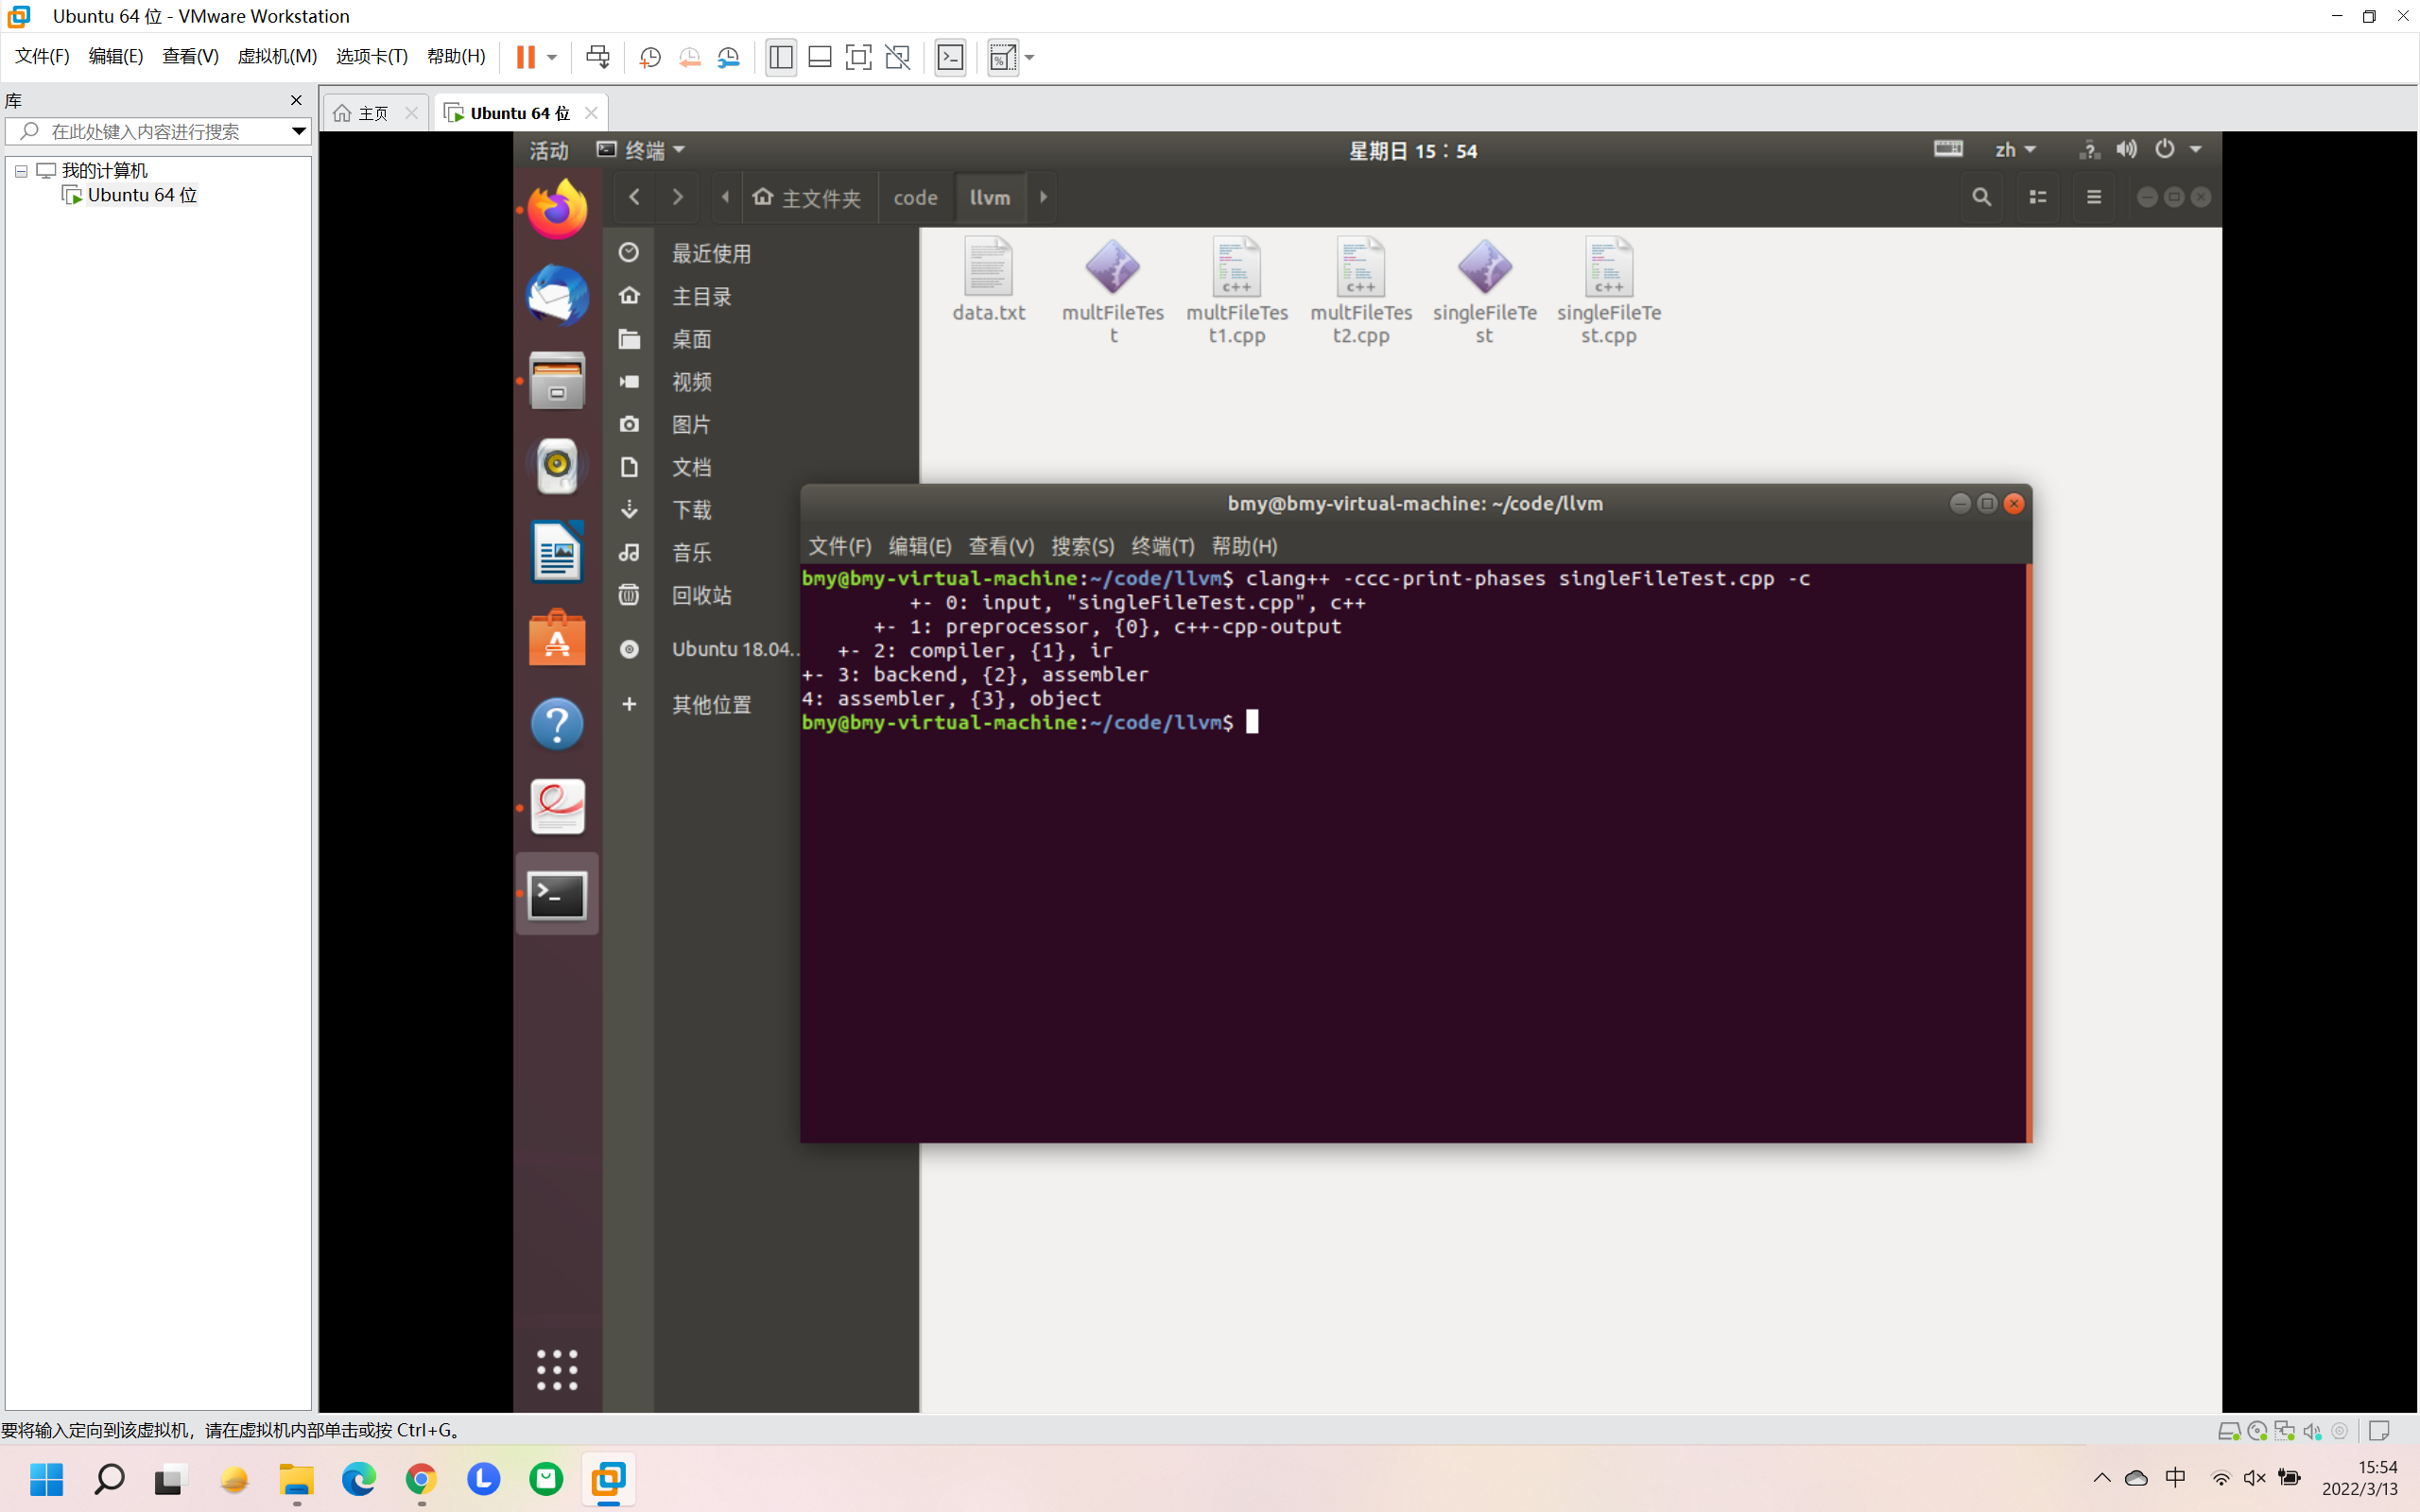 Ubuntu 64 位 - VMware Workstation
文件(F) 编辑(E) 查看(V) 虚拟机(M) 选项卡(T) 帮助(H)
库
在此处键入内容进行搜索
我的计算机
Ubuntu 64 位
主页
Ubuntu 64 位
活动 终端 星期日 15：54 zh
主文件夹 code llvm
最近使用
主目录
桌面
视频
图片
文档
下载
音乐
回收站
Ubuntu 18.04...
其他位置
data.txt
multFileTes
t
multFileTes
t1.cpp
multFileTes
t2.cpp
singleFileTe
st
singleFileTe
st.cpp
bmy@bmy-virtual-machine: ~/code/llvm
文件(F) 编辑(E) 查看(V) 搜索(S) 终端(T) 帮助(H)
bmy@bmy-virtual-machine:~/code/llvm$ clang++ -ccc-print-phases singleFileTest.cpp -c
+- 0: input, "singleFileTest.cpp", c++
+- 1: preprocessor, {0}, c++-cpp-output
+- 2: compiler, {1}, ir
+- 3: backend, {2}, assembler
4: assembler, {3}, object
bmy@bmy-virtual-machine:~/code/llvm$
要将输入定向到该虚拟机，请在虚拟机内部单击或按 Ctrl+G。
中
15:54
2022/3/13